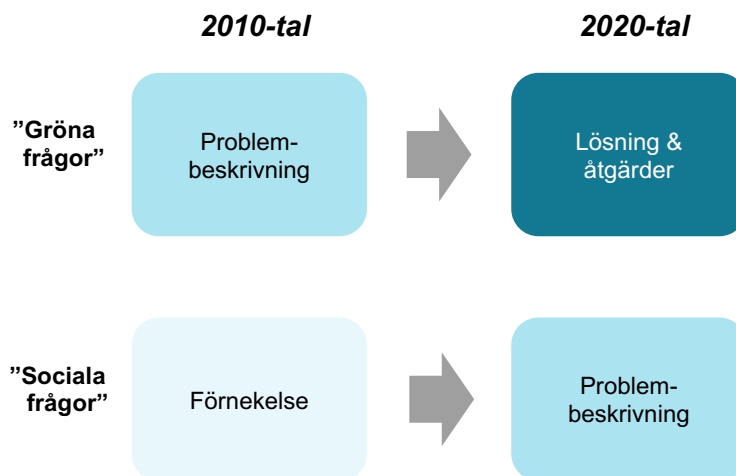 2010-tal
2020-tal
”Gröna
frågor”
Problem-
beskrivning
Lösning &
åtgärder
”Sociala
frågor”
Förnekelse
Problem-
beskrivning